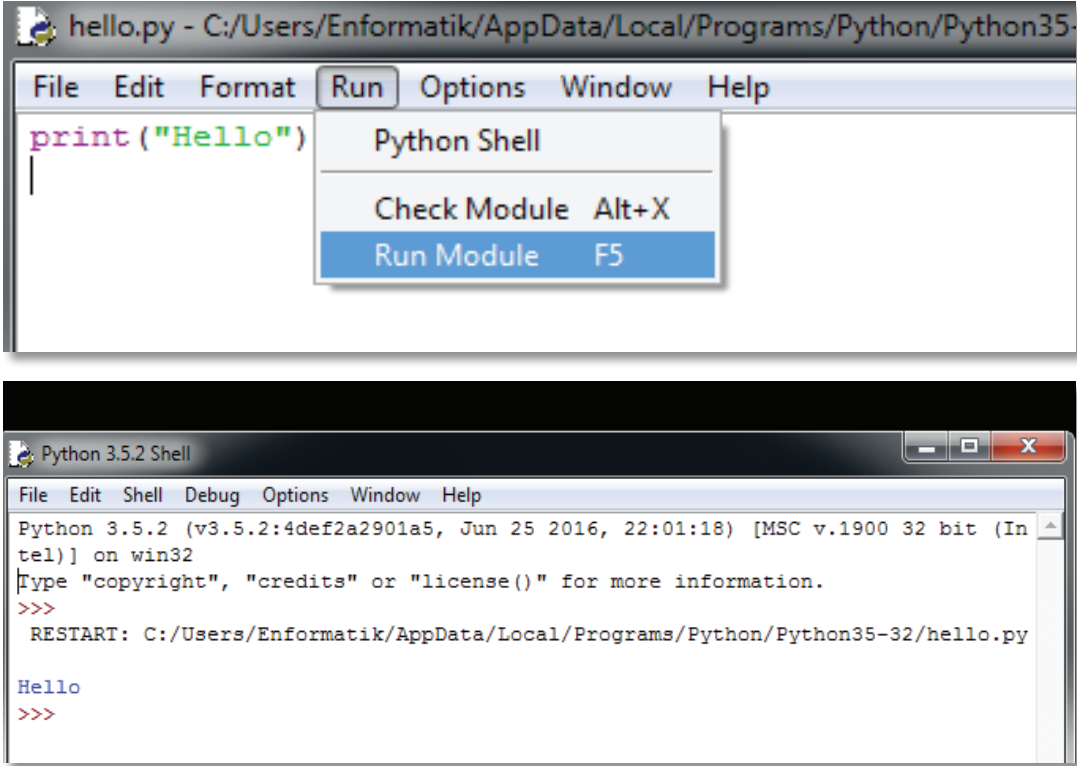 hello.py - C:/Users/Enformatik/AppData/Local/Programs/Python/Python35-
File Edit Format Run Options Window Help
print("Hello")
Python Shell
Check Module Alt+X
Run Module F5
Python 3.5.2 Shell
File Edit Shell Debug Options Window Help
Python 3.5.2 (v3.5.2:4def2a2901a5, Jun 25 2016, 22:01:18) [MSC v.1900 32 bit (In
tel)] on win32
Type "copyright", "credits" or "license()" for more information.
>>>
RESTART: C:/Users/Enformatik/AppData/Local/Programs/Python/Python35-32/hello.py
Hello
>>>